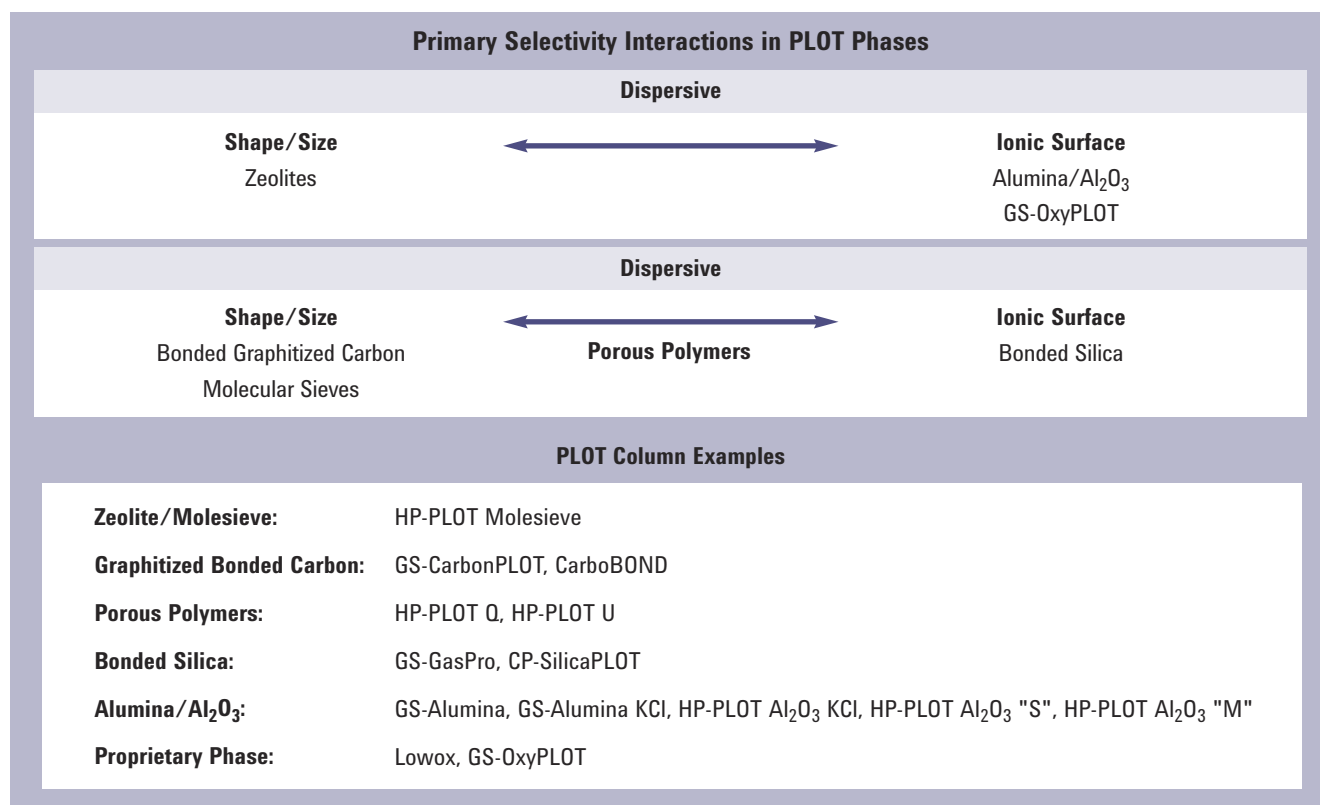 Primary Selectivity Interactions in PLOT Phases
Dispersive
Shape/Size Ionic Surface
Zeolites Alumina/Al₂O₃
GS-OxyPLOT
Dispersive
Shape/Size Ionic Surface
Bonded Graphitized Carbon Porous Polymers Bonded Silica
Molecular Sieves
PLOT Column Examples
Zeolite/Molesieve: HP-PLOT Molesieve
Graphitized Bonded Carbon: GS-CarbonPLOT, CarboBOND
Porous Polymers: HP-PLOT Q, HP-PLOT U
Bonded Silica: GS-GasPro, CP-SilicaPLOT
Alumina/Al₂O₃: GS-Alumina, GS-Alumina KCl, HP-PLOT Al₂O₃ KCl, HP-PLOT Al₂O₃ "S", HP-PLOT Al₂O₃ "M"
Proprietary Phase: Lowox, GS-OxyPLOT